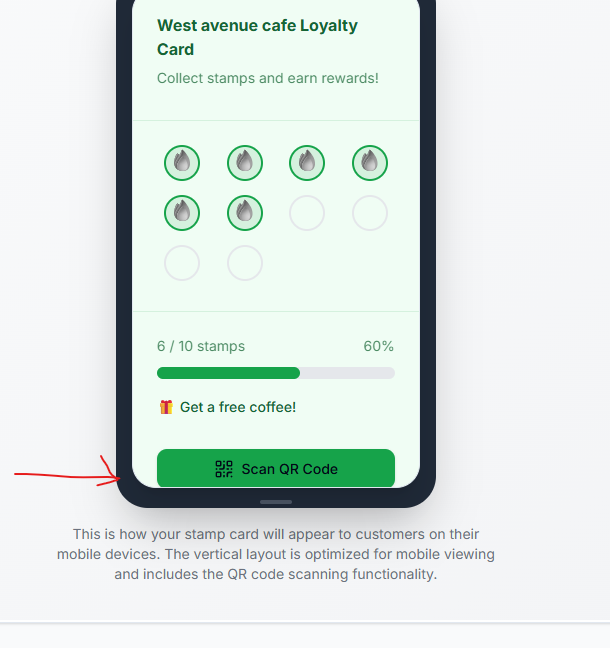 West avenue cafe Loyalty
Card
Collect stamps and earn rewards!
6 / 10 stamps 60%
Get a free coffee!
Scan QR Code
This is how your stamp card will appear to customers on their
mobile devices. The vertical layout is optimized for mobile viewing
and includes the QR code scanning functionality.